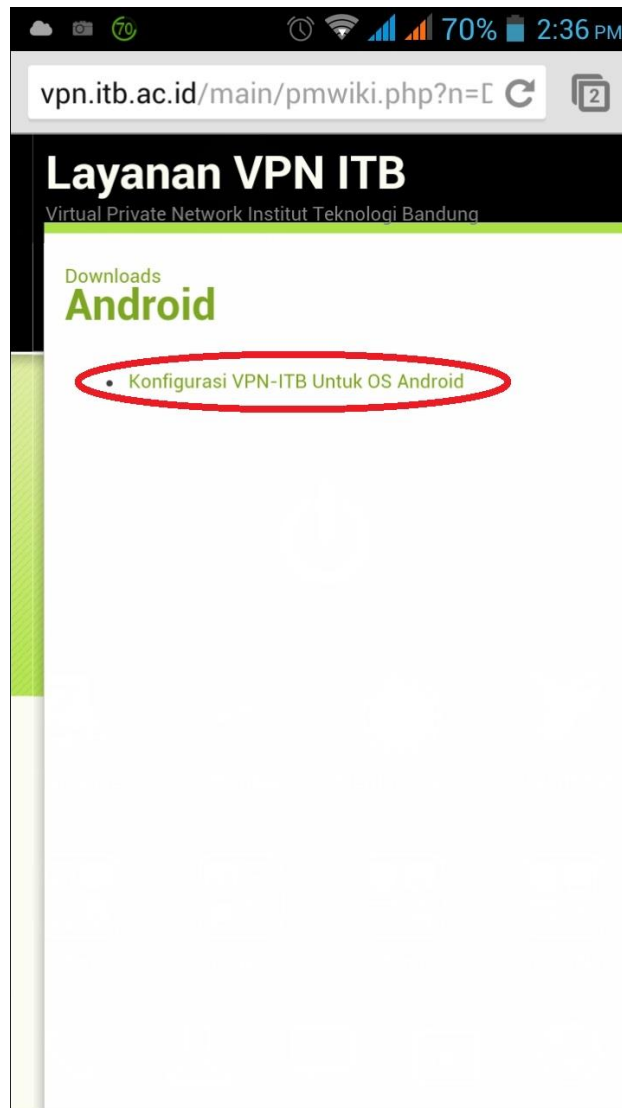 70 70% 2:36 PM
vpn.itb.ac.id/main/pmwiki.php?n=D 2
Layanan VPN ITB
Virtual Private Network Institut Teknologi Bandung
Downloads
Android
• Konfigurasi VPN-ITB Untuk OS Android